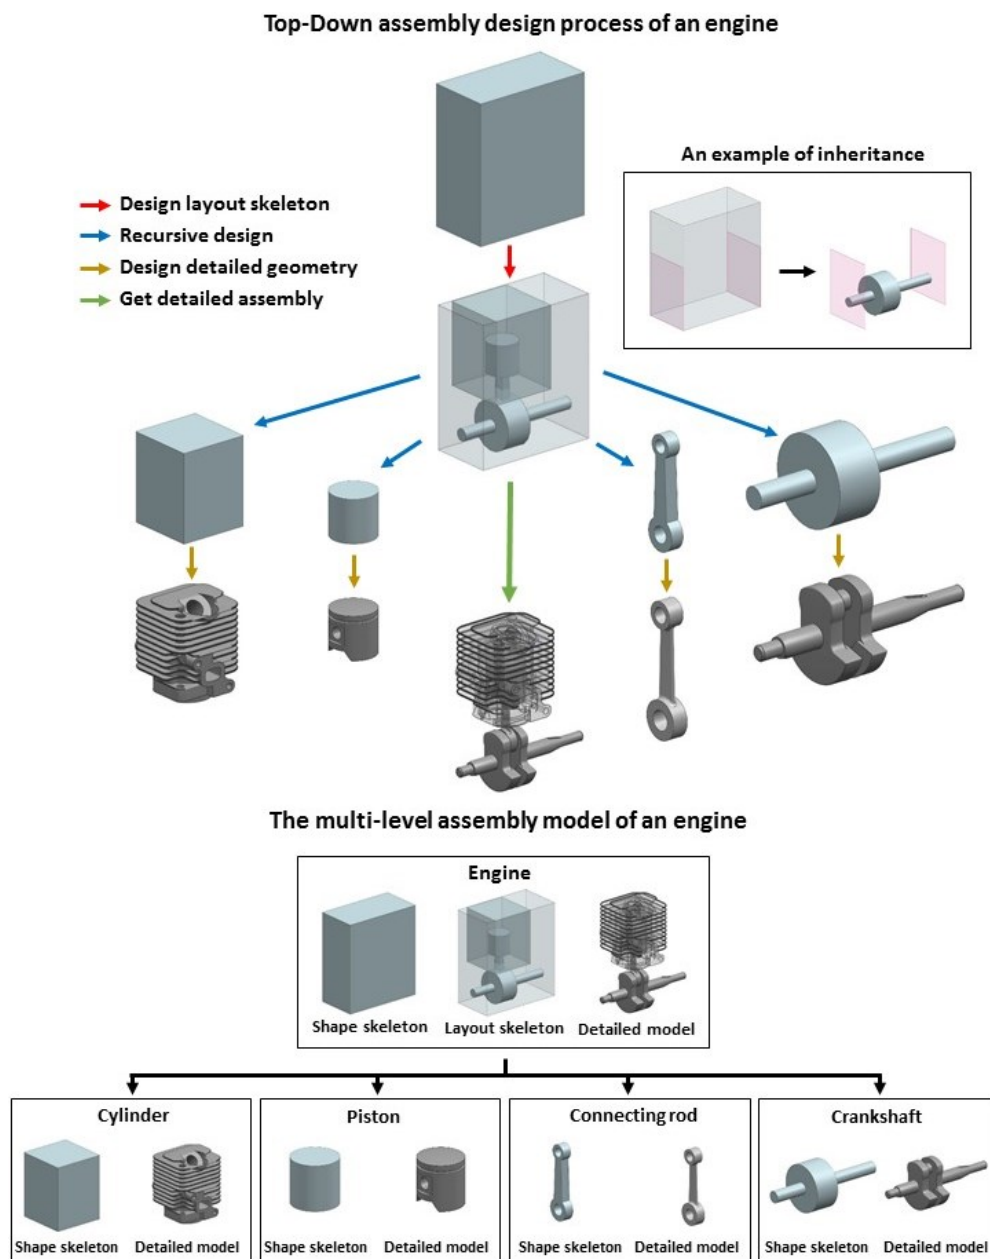 Top-Down assembly design process of an engine
An example of inheritance
Design layout skeleton
Recursive design
Design detailed geometry
Get detailed assembly
The multi-level assembly model of an engine
Engine
Shape skeleton
Layout skeleton
Detailed model
Cylinder
Shape skeleton
Detailed model
Piston
Shape skeleton
Detailed model
Connecting rod
Shape skeleton
Detailed model
Crankshaft
Shape skeleton
Detailed model